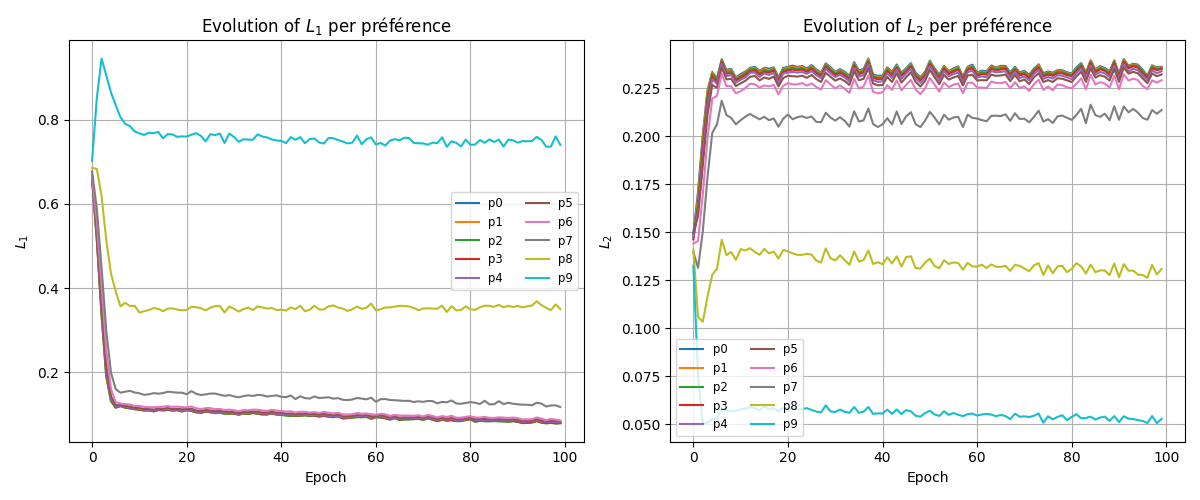 Evolution of L1 per préférence
0.8
0.6
0.4
0.2
L1
0 20 40 60 80 100
Epoch
p0 p5
p1 p6
p2 p7
p3 p8
p4 p9
Evolution of L2 per préférence
0.225
0.200
0.175
0.150
0.125
0.100
0.075
0.050
L2
0 20 40 60 80 100
Epoch
p0 p5
p1 p6
p2 p7
p3 p8
p4 p9